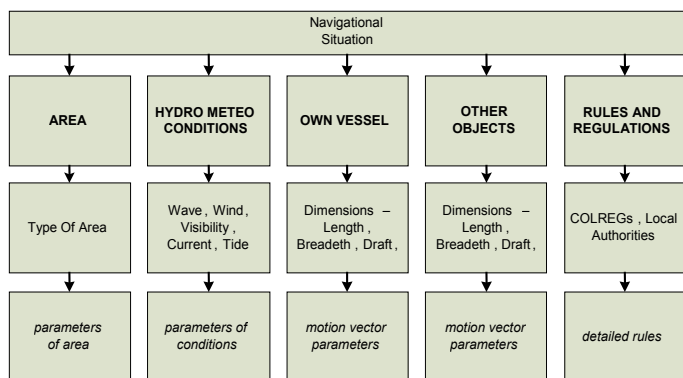 Navigational
Situation
AREA
HYDRO METEO
CONDITIONS
OWN VESSEL
OTHER
OBJECTS
RULES AND
REGULATIONS
Type Of Area
Wave , Wind ,
Visibility ,
Current , Tide
Dimensions –
Length ,
Breadeth , Draft ,
Dimensions –
Length ,
Breadeth , Draft ,
COLREGs , Local
Authorities
parameters
of area
parameters of
conditions
motion vector
parameters
motion vector
parameters
detailed rules